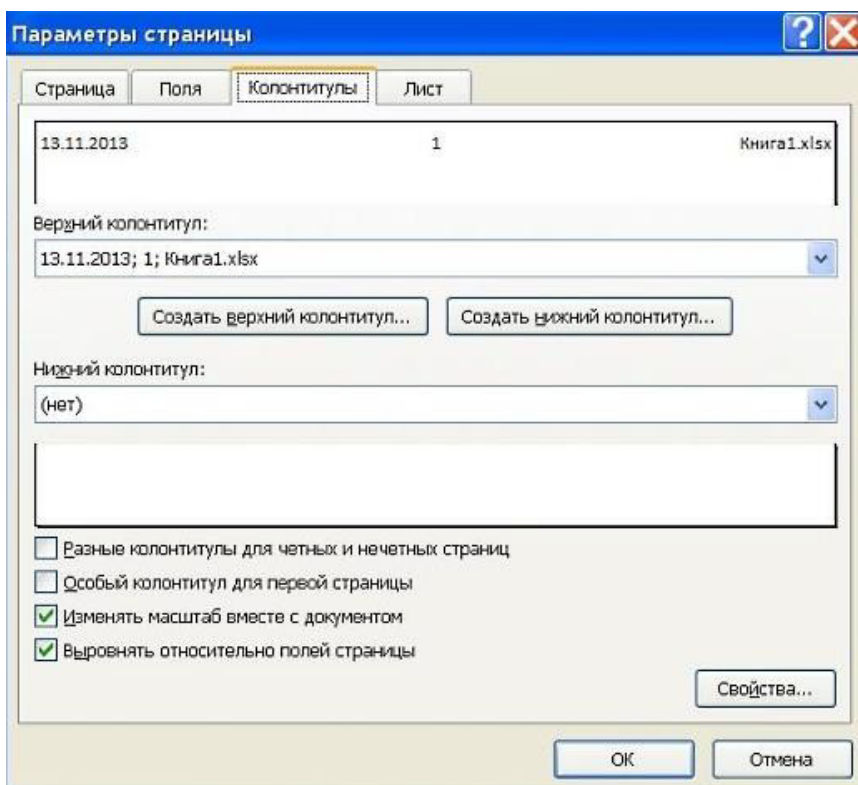 Параметры страницы
Страница Поля Колонтитулы Лист
13.11.2013 1 Книга1.xlsx
Верхний колонтитул:
13.11.2013; 1; Книга1.xlsx
Создать верхний колонтитул... Создать нижний колонтитул...
Нижний колонтитул:
(нет)
Разные колонтитулы для четных и нечетных страниц
Особый колонтитул для первой страницы
Изменять масштаб вместе с документом
Выровнять относительно полей страницы
Свойства...
ОК Отмена